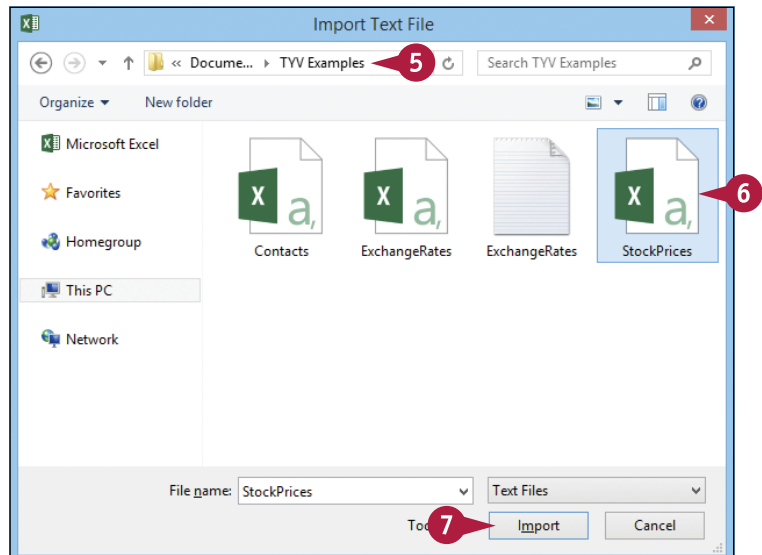 Import Text File
« Docume... ▸ TYV Examples 5 Search TYV Examples
Organize New folder
Microsoft Excel
Favorites
Homegroup
This PC
Network
X a, X a, X a, 6
Contacts ExchangeRates ExchangeRates StockPrices
File name: StockPrices Text Files
7 Import Cancel